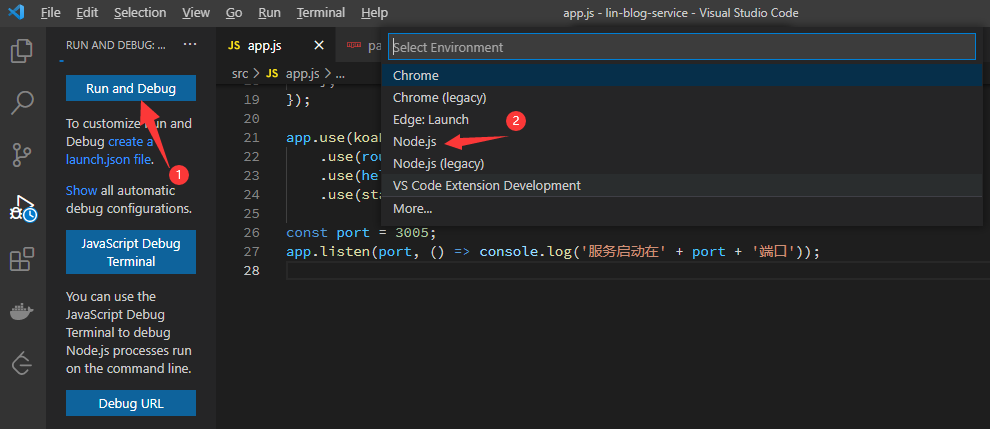 File Edit Selection View Go Run Terminal Help app.js - lin-blog-service - Visual Studio Code
RUN AND DEBUG: ... ...
Run and Debug
1
To customize Run and
Debug create a
launch.json file.
Show all automatic
debug configurations.
JavaScript Debug
Terminal
You can use the
JavaScript Debug
Terminal to debug
Node.js processes run
on the command line.
Debug URL
JS app.js × npm pa
src > JS app.js > ...
19 });
20
21 app.use(koaB
22 .use(rou
23 .use(hel
24 .use(sta
25
26 const port = 3005;
27 app.listen(port, () => console.log('服务启动在' + port + '端口'));
28
Select Environment
Chrome
Chrome (legacy)
Edge: Launch
2
Node.js
Node.js (legacy)
VS Code Extension Development
More...